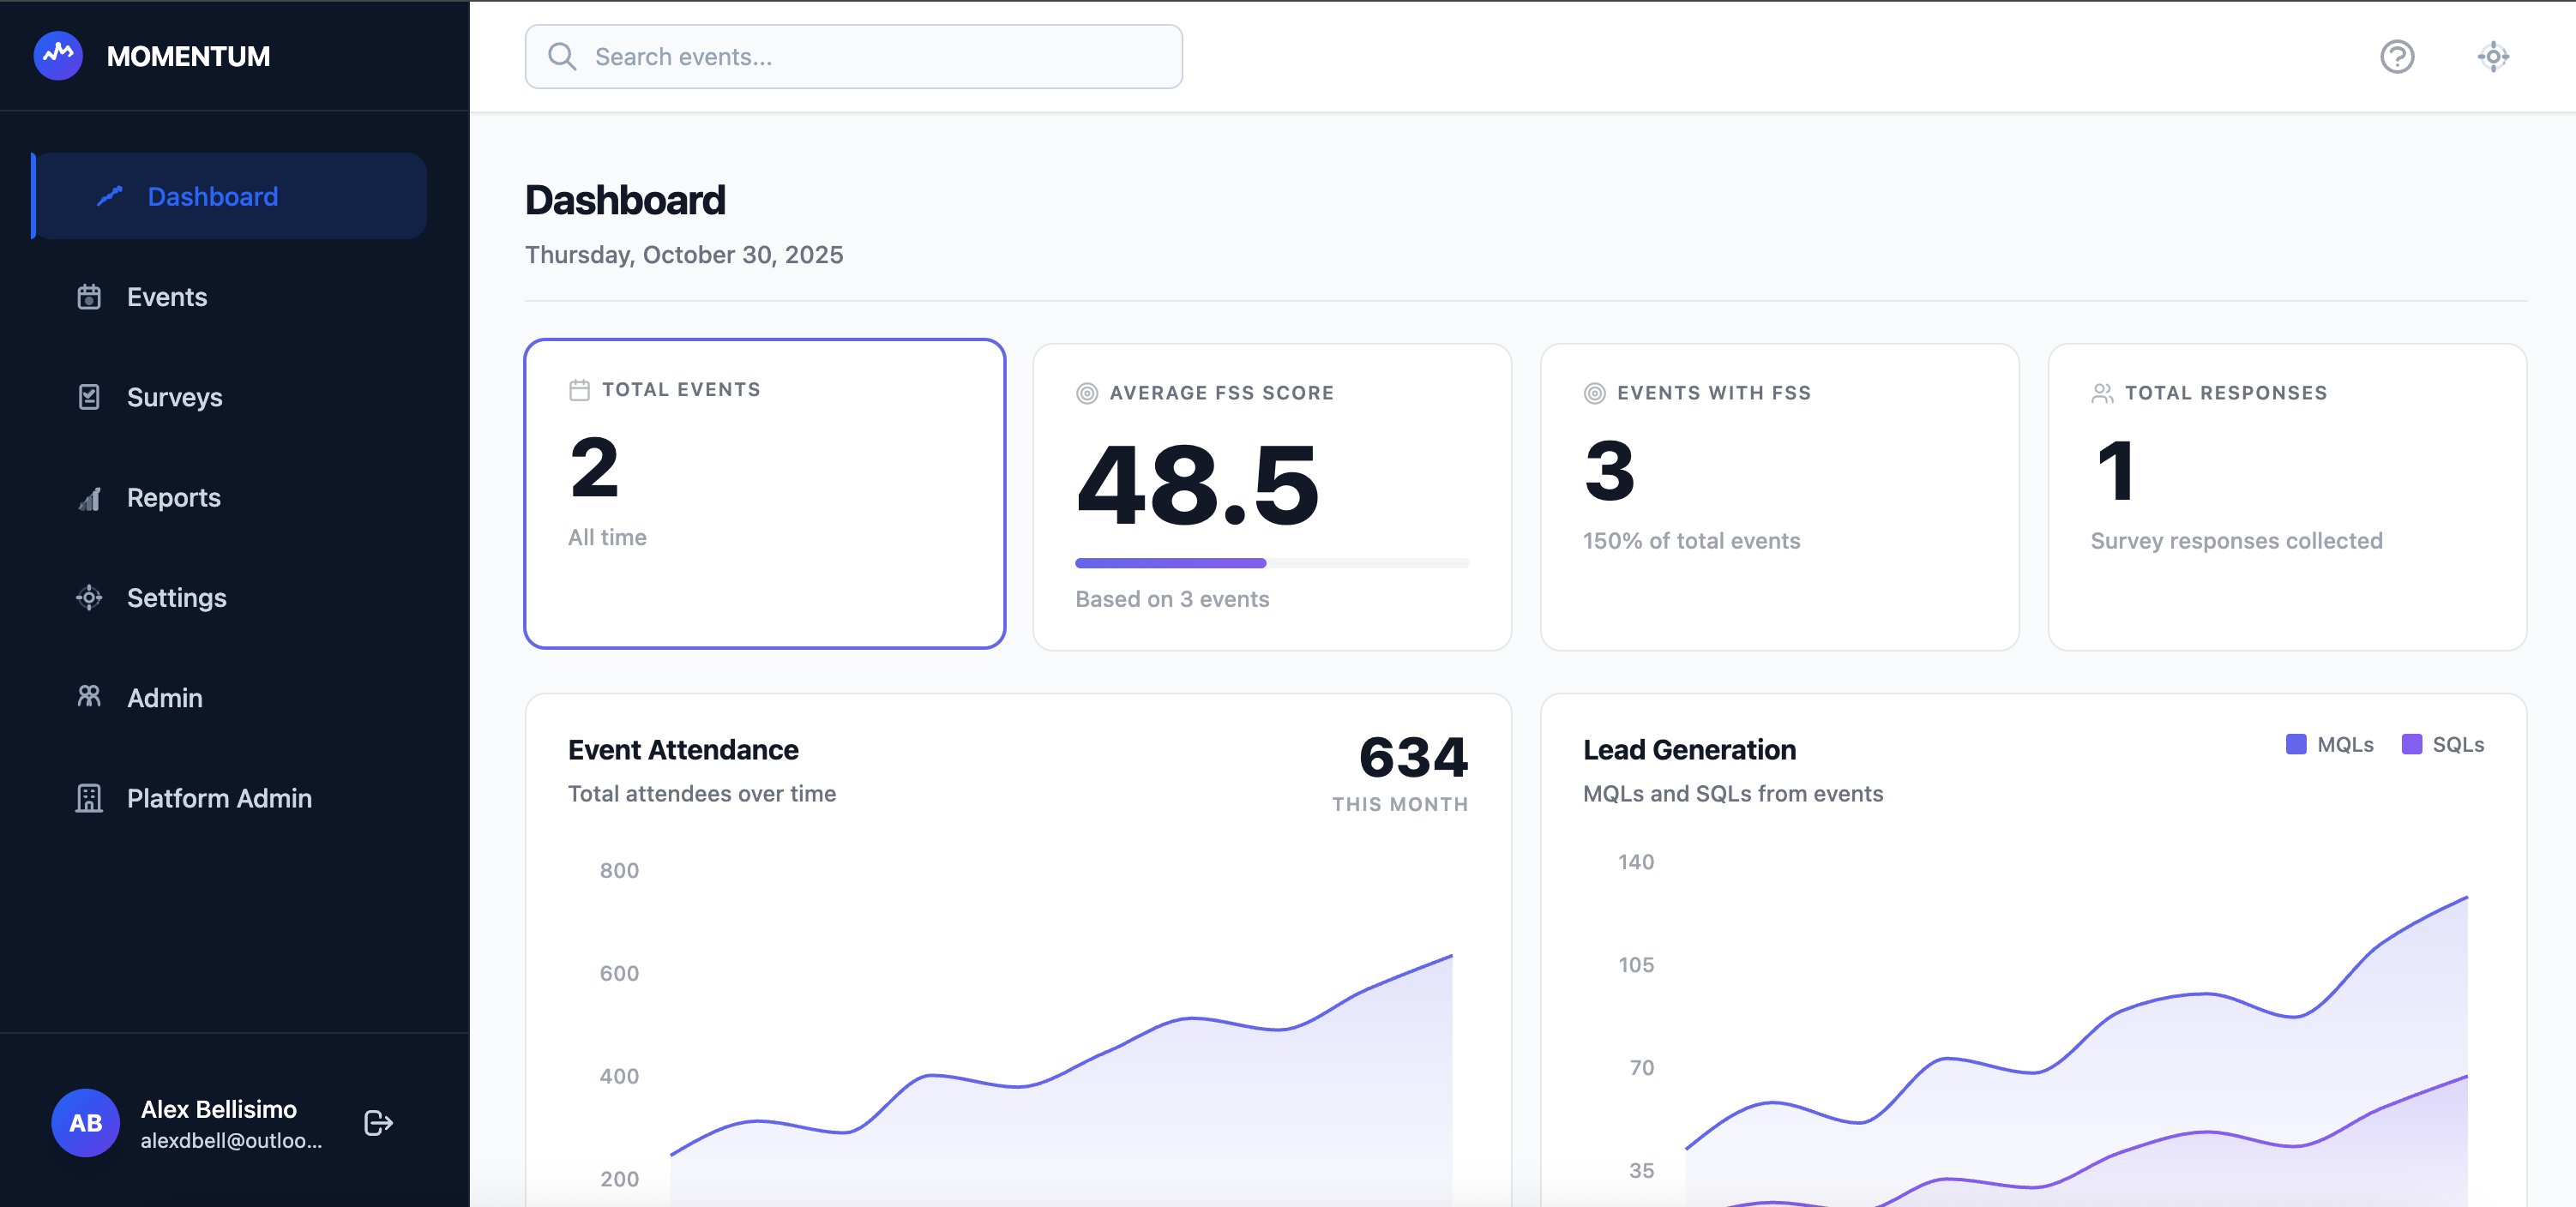 MOMENTUM
Search events...
Dashboard
Events
Surveys
Reports
Settings
Admin
Platform Admin
AB
Alex Bellisimo
alexdbell@outloo...
Dashboard
Thursday, October 30, 2025
TOTAL EVENTS
2
All time
AVERAGE FSS SCORE
48.5
Based on 3 events
EVENTS WITH FSS
3
150% of total events
TOTAL RESPONSES
1
Survey responses collected
Event Attendance
Total attendees over time
634
THIS MONTH
800
600
400
200
Lead Generation
MQLs and SQLs from events
MQLs
SQLs
140
105
70
35